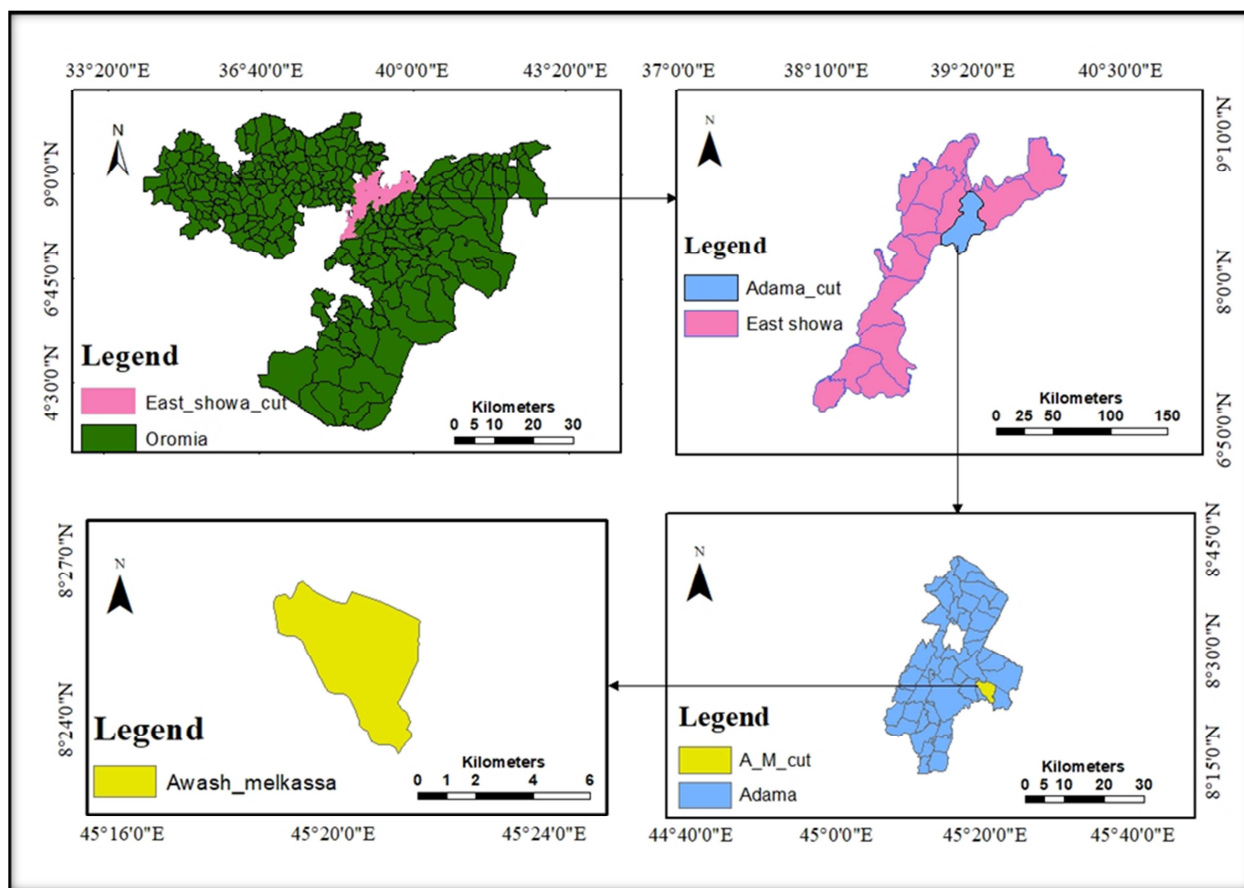 33°20'0"E 36°40'0"E 40°0'0"E 43°20'0"E
N
9°0'0"N
6°45'0"N
4°30'0"N
Legend
East_showa_cut
Oromia
Kilometers
0 5 10 20 30
37°0'0"E 38°10'0"E 39°20'0"E 40°30'0"E
N
9°10'0"N
8°0'0"N
6°50'0"N
Legend
Adama_cut
East showa
Kilometers
0 25 50 100 150
N
8°27'0"N
8°24'0"N
Legend
Awash_melkassa
Kilometers
0 1 2 4 6
45°16'0"E 45°20'0"E 45°24'0"E
N
8°45'0"N
8°30'0"N
8°15'0"N
Legend
A_M_cut
Adama
Kilometers
0 5 10 20 30
44°40'0"E 45°0'0"E 45°20'0"E 45°40'0"E